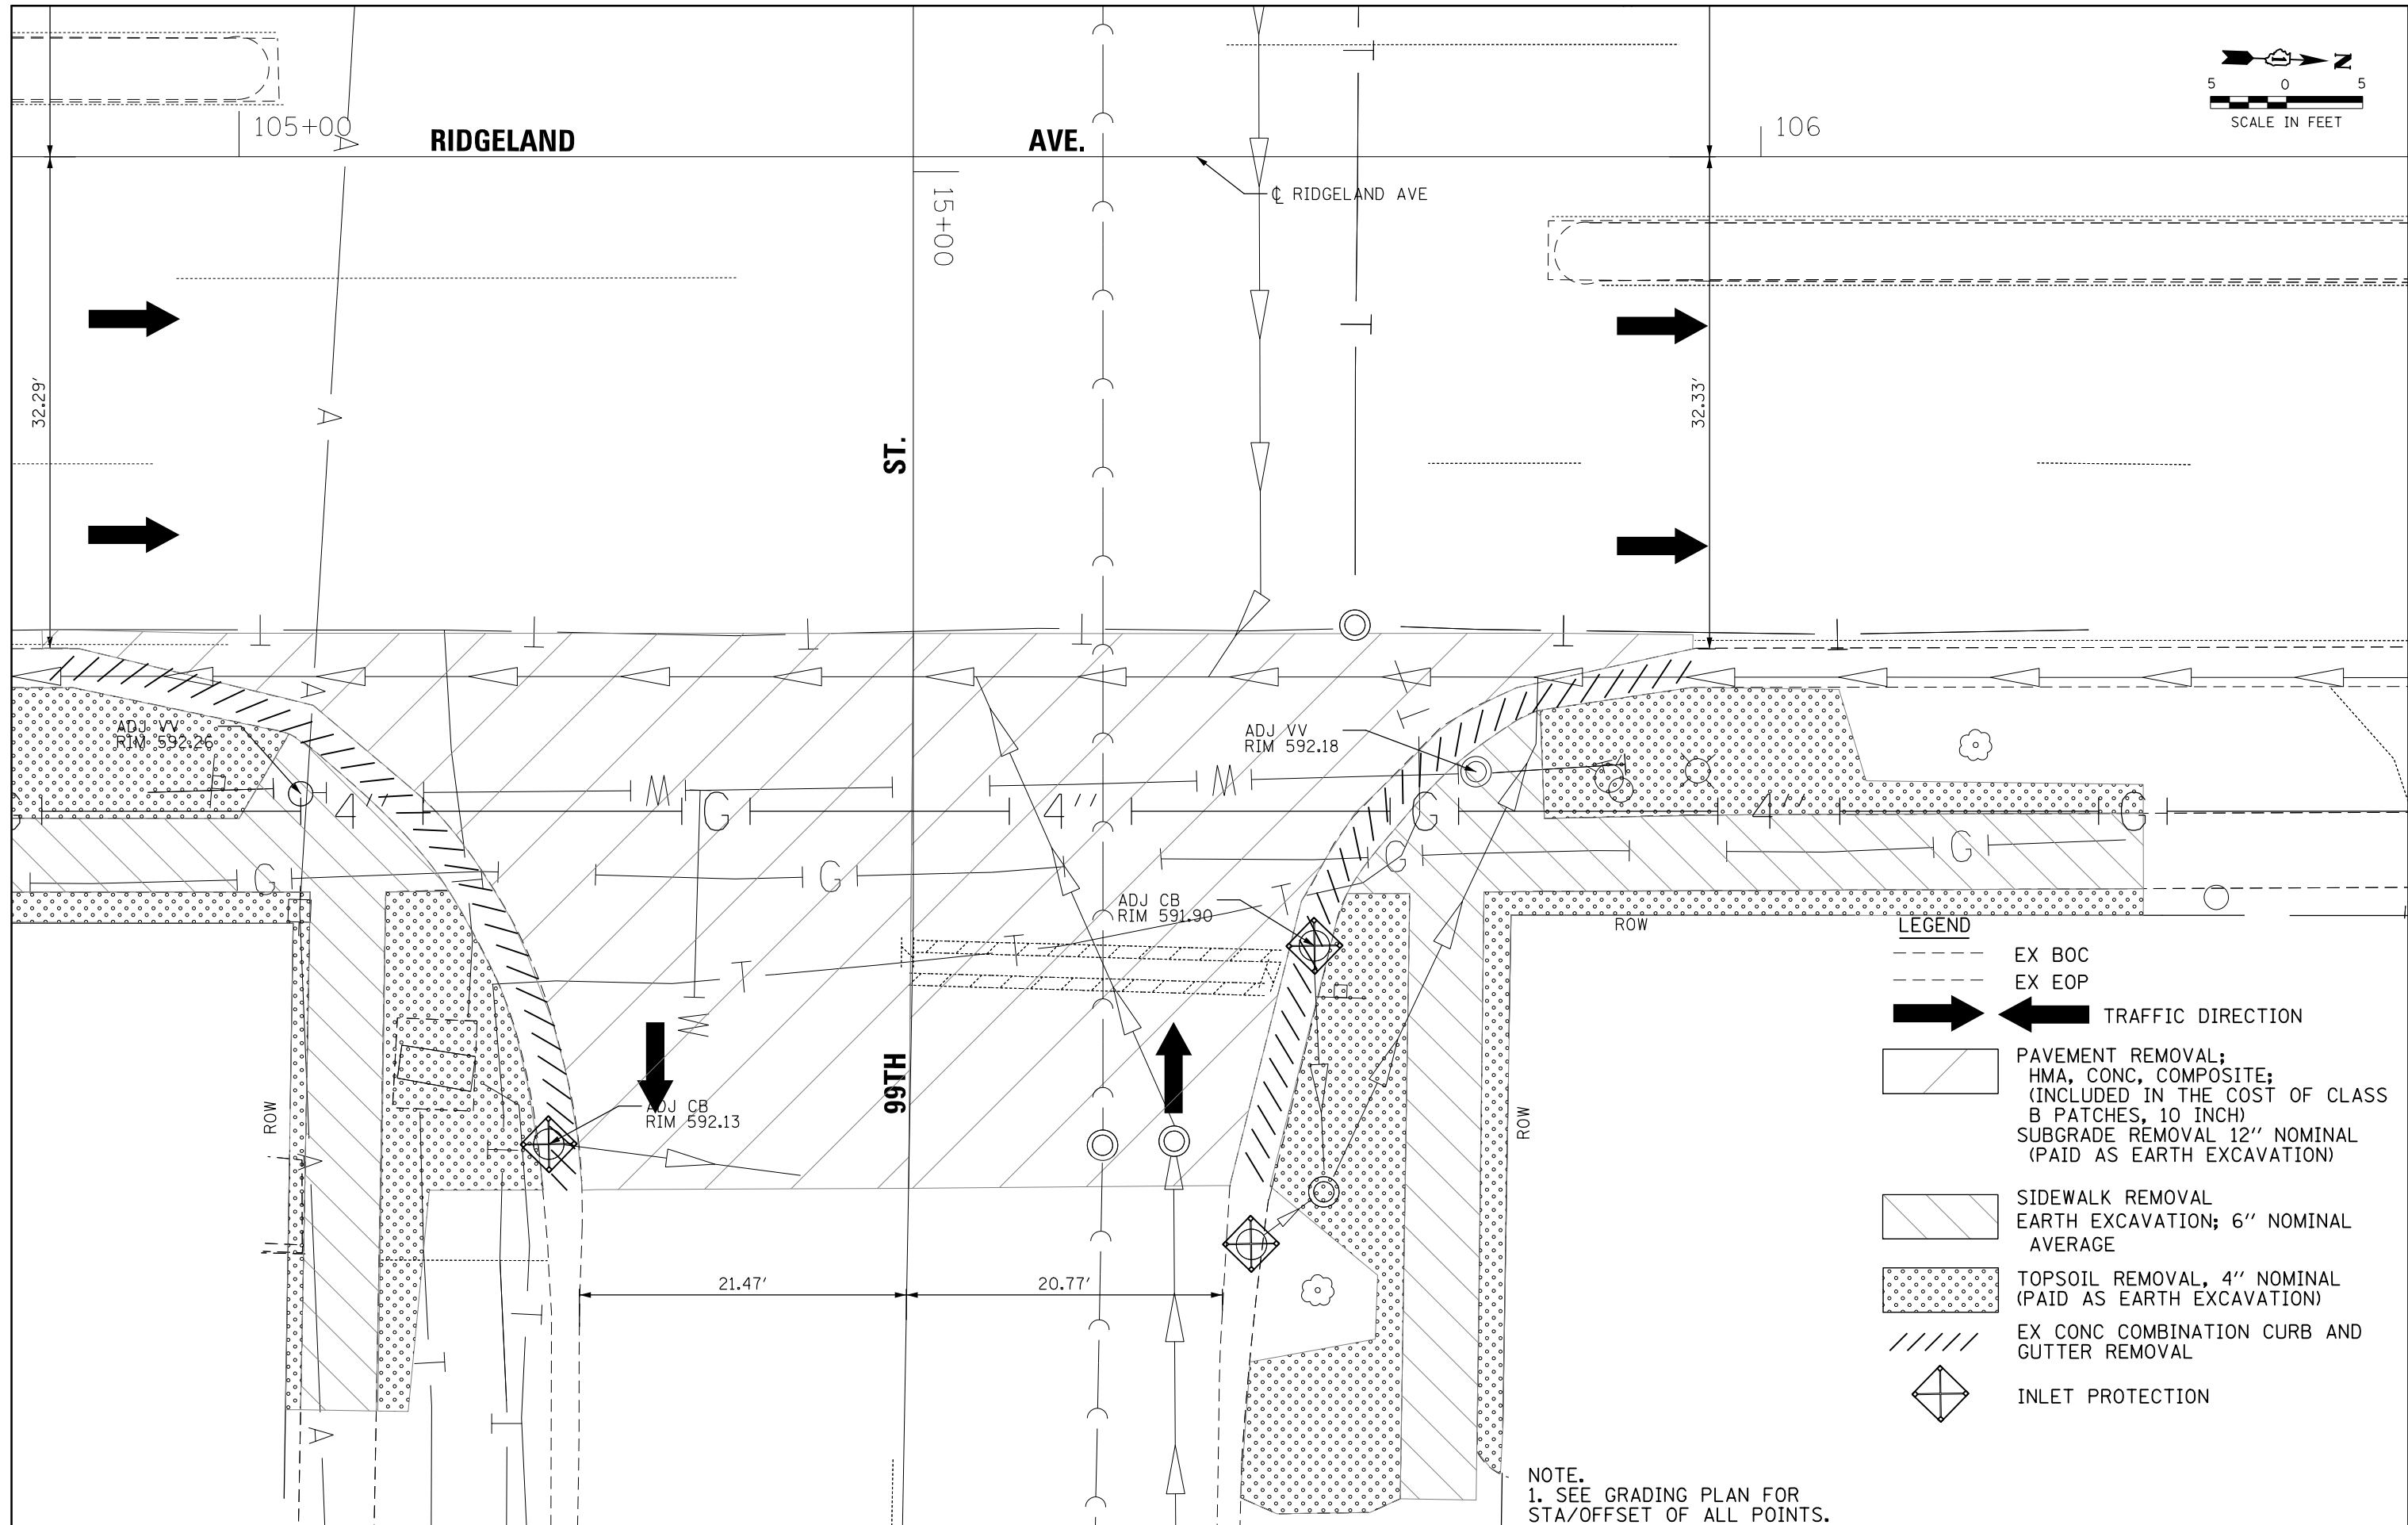 N
5 0 5
SCALE IN FEET
105+00
RIDGELAND AVE.
106
℄ RIDGELAND AVE
15+00
A
T
32.29′
32.33′
A
T
ST.
T T T T T T
A
ADJ VV
RIM 592.26
ADJ VV
RIM 592.18
T
T
M M
4″ G 4″ G 4″ G
G G G G
ADJ CB
RIM 591.90
T
T T
M
ROW
LEGEND
EX BOC
EX EOP
TRAFFIC DIRECTION
PAVEMENT REMOVAL;
HMA, CONC, COMPOSITE;
(INCLUDED IN THE COST OF CLASS
B PATCHES, 10 INCH)
SUBGRADE REMOVAL 12″ NOMINAL
(PAID AS EARTH EXCAVATION)
SIDEWALK REMOVAL
EARTH EXCAVATION; 6″ NOMINAL
AVERAGE
TOPSOIL REMOVAL, 4″ NOMINAL
(PAID AS EARTH EXCAVATION)
EX CONC COMBINATION CURB AND
GUTTER REMOVAL
INLET PROTECTION
99TH
ADJ CB
RIM 592.13
ROW
ROW
A
21.47′
20.77′
T
T
T
A
NOTE.
1. SEE GRADING PLAN FOR
STA/OFFSET OF ALL POINTS.